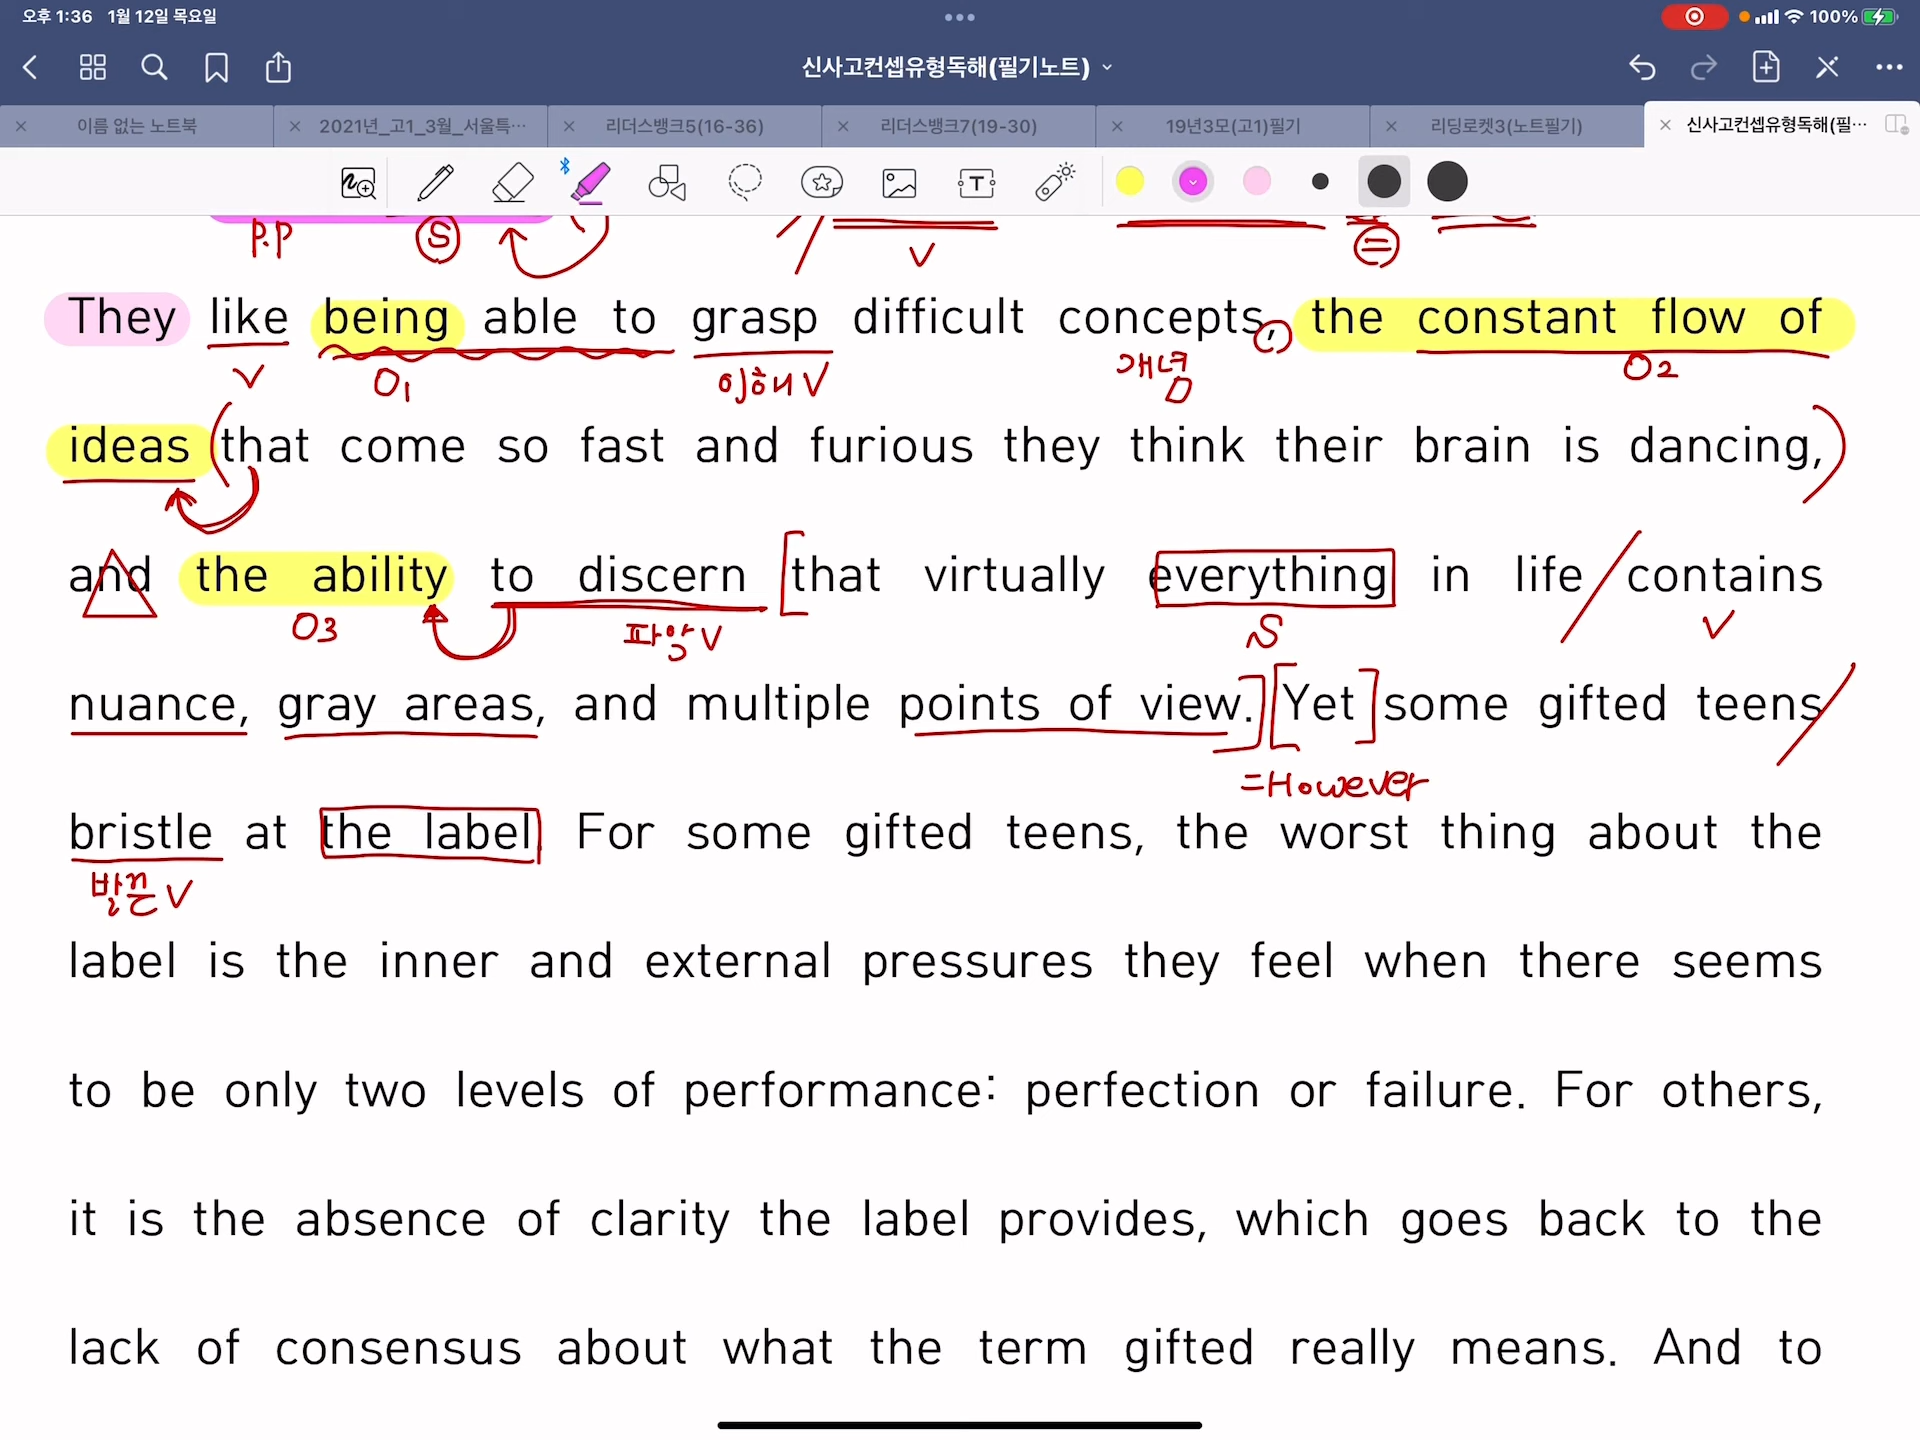 오후 1:36 1월 12일 목요일
100%
신사고컨셉유형독해(필기노트)
이름 없는 노트북
2021년_고1_3월_서울특···
리더스뱅크5(16-36)
리더스뱅크7(19-30)
19년3모(고1)필기
리딩로켓3(노트필기)
신사고컨셉유형독해(필···
P.P S V =
They like being able to grasp difficult concepts, the constant flow of
V O1 이해 V 개념 O2
ideas (that come so fast and furious they think their brain is dancing,)
and the ability to discern [that virtually everything in life / contains
O3 파악 V S V
nuance, gray areas, and multiple points of view.] [Yet] some gifted teens /
=However
bristle at the label. For some gifted teens, the worst thing about the
발끈 V
label is the inner and external pressures they feel when there seems
to be only two levels of performance: perfection or failure. For others,
it is the absence of clarity the label provides, which goes back to the
lack of consensus about what the term gifted really means. And to